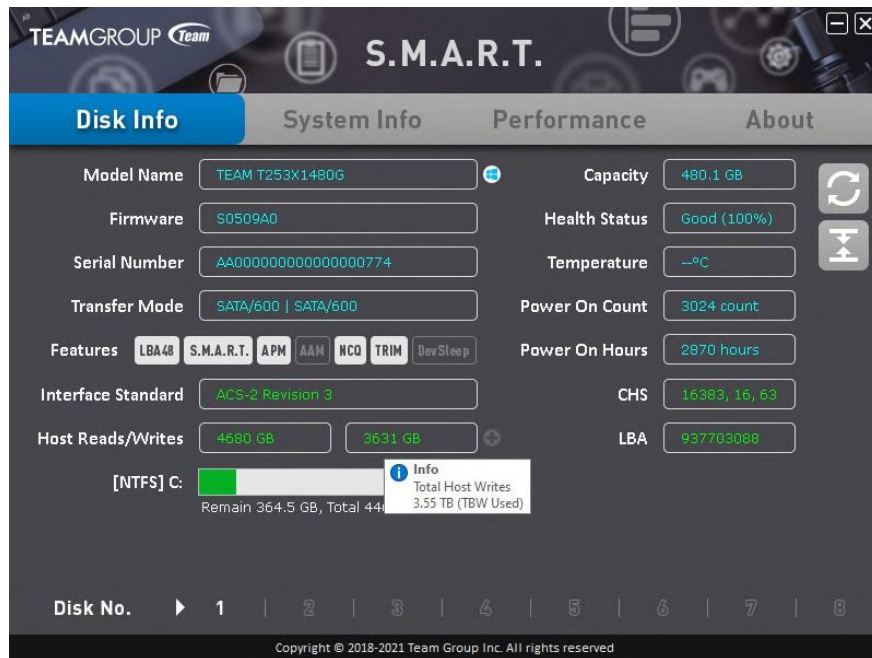 TEAMGROUP Team
S.M.A.R.T.
Disk Info System Info Performance About
Model Name TEAM T253X1480G Capacity 480.1 GB
Firmware S0509A0 Health Status Good (100%)
Serial Number AA000000000000000774 Temperature --°C
Transfer Mode SATA/600 | SATA/600 Power On Count 3024 count
Features LBA48 S.M.A.R.T. APM AAM NCQ TRIM DevSleep Power On Hours 2870 hours
Interface Standard ACS-2 Revision 3 CHS 16383, 16, 63
Host Reads/Writes 4680 GB 3631 GB LBA 937703088
[NTFS] C:
Info
Total Host Writes
3.55 TB (TBW Used)
Remain 364.5 GB, Total
Disk No. 1 | 2 | 3 | 4 | 5 | 6 | 7 | 8
Copyright © 2018-2021 Team Group Inc. All rights reserved